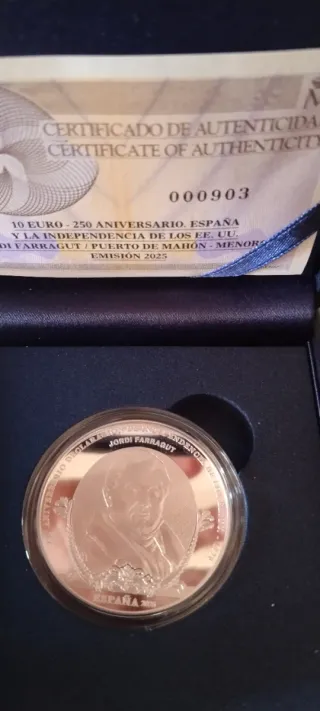 CERTIFICADO DE AUTENTICIDA
CERTIFICATE OF AUTHENTICITY
000903
10 EURO - 250 ANIVERSARIO. ESPAÑA
Y LA INDEPENDENCIA DE LOS EE. UU.
DI FARRAGUT / PUERTO DE MAHÓN - MENOR
EMISIÓN 2025
JORDI FARRAGUT
ESPAÑA